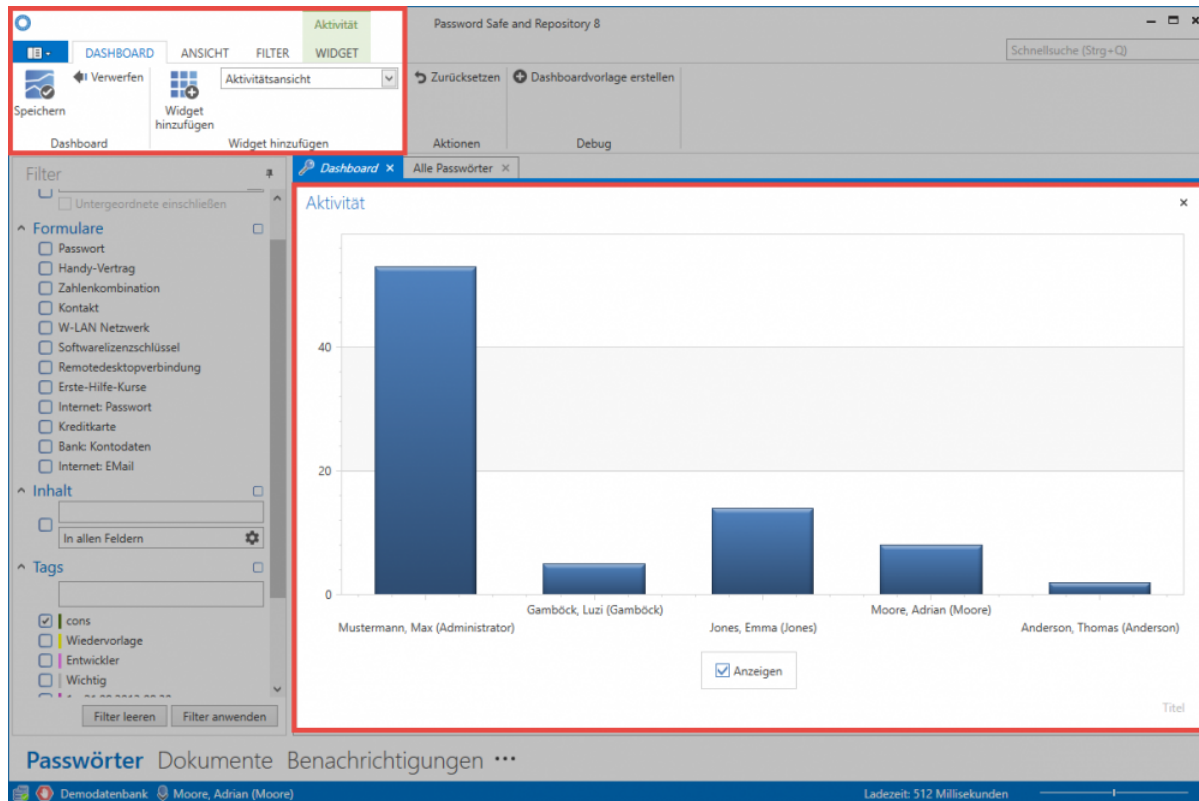 Aktivität
Password Safe and Repository 8
DASHBOARD ANSICHT FILTER WIDGET
Schnellsuche (Strg+Q)
Speichern
Verwerfen
Widget
hinzufügen
Aktivitätsansicht
Zurücksetzen
Dashboardvorlage erstellen
Dashboard
Widget hinzufügen
Aktionen
Debug
Filter
Untergeordnete einschließen
Formulare
Passwort
Handy-Vertrag
Zahlenkombination
Kontakt
W-LAN Netzwerk
Softwarelizenzschlüssel
Remotedesktopverbindung
Erste-Hilfe-Kurse
Internet: Passwort
Kreditkarte
Bank: Kontodaten
Internet: EMail
Inhalt
In allen Feldern
Tags
cons
Wiedervorlage
Entwickler
Wichtig
Filter leeren
Filter anwenden
Dashboard
Alle Passwörter
Aktivität
40
20
0
Mustermann, Max (Administrator)
Gamböck, Luzi (Gamböck)
Jones, Emma (Jones)
Moore, Adrian (Moore)
Anderson, Thomas (Anderson)
Anzeigen
Titel
Passwörter Dokumente Benachrichtigungen ...
Demodatenbank
Moore, Adrian (Moore)
Ladezeit: 512 Millisekunden